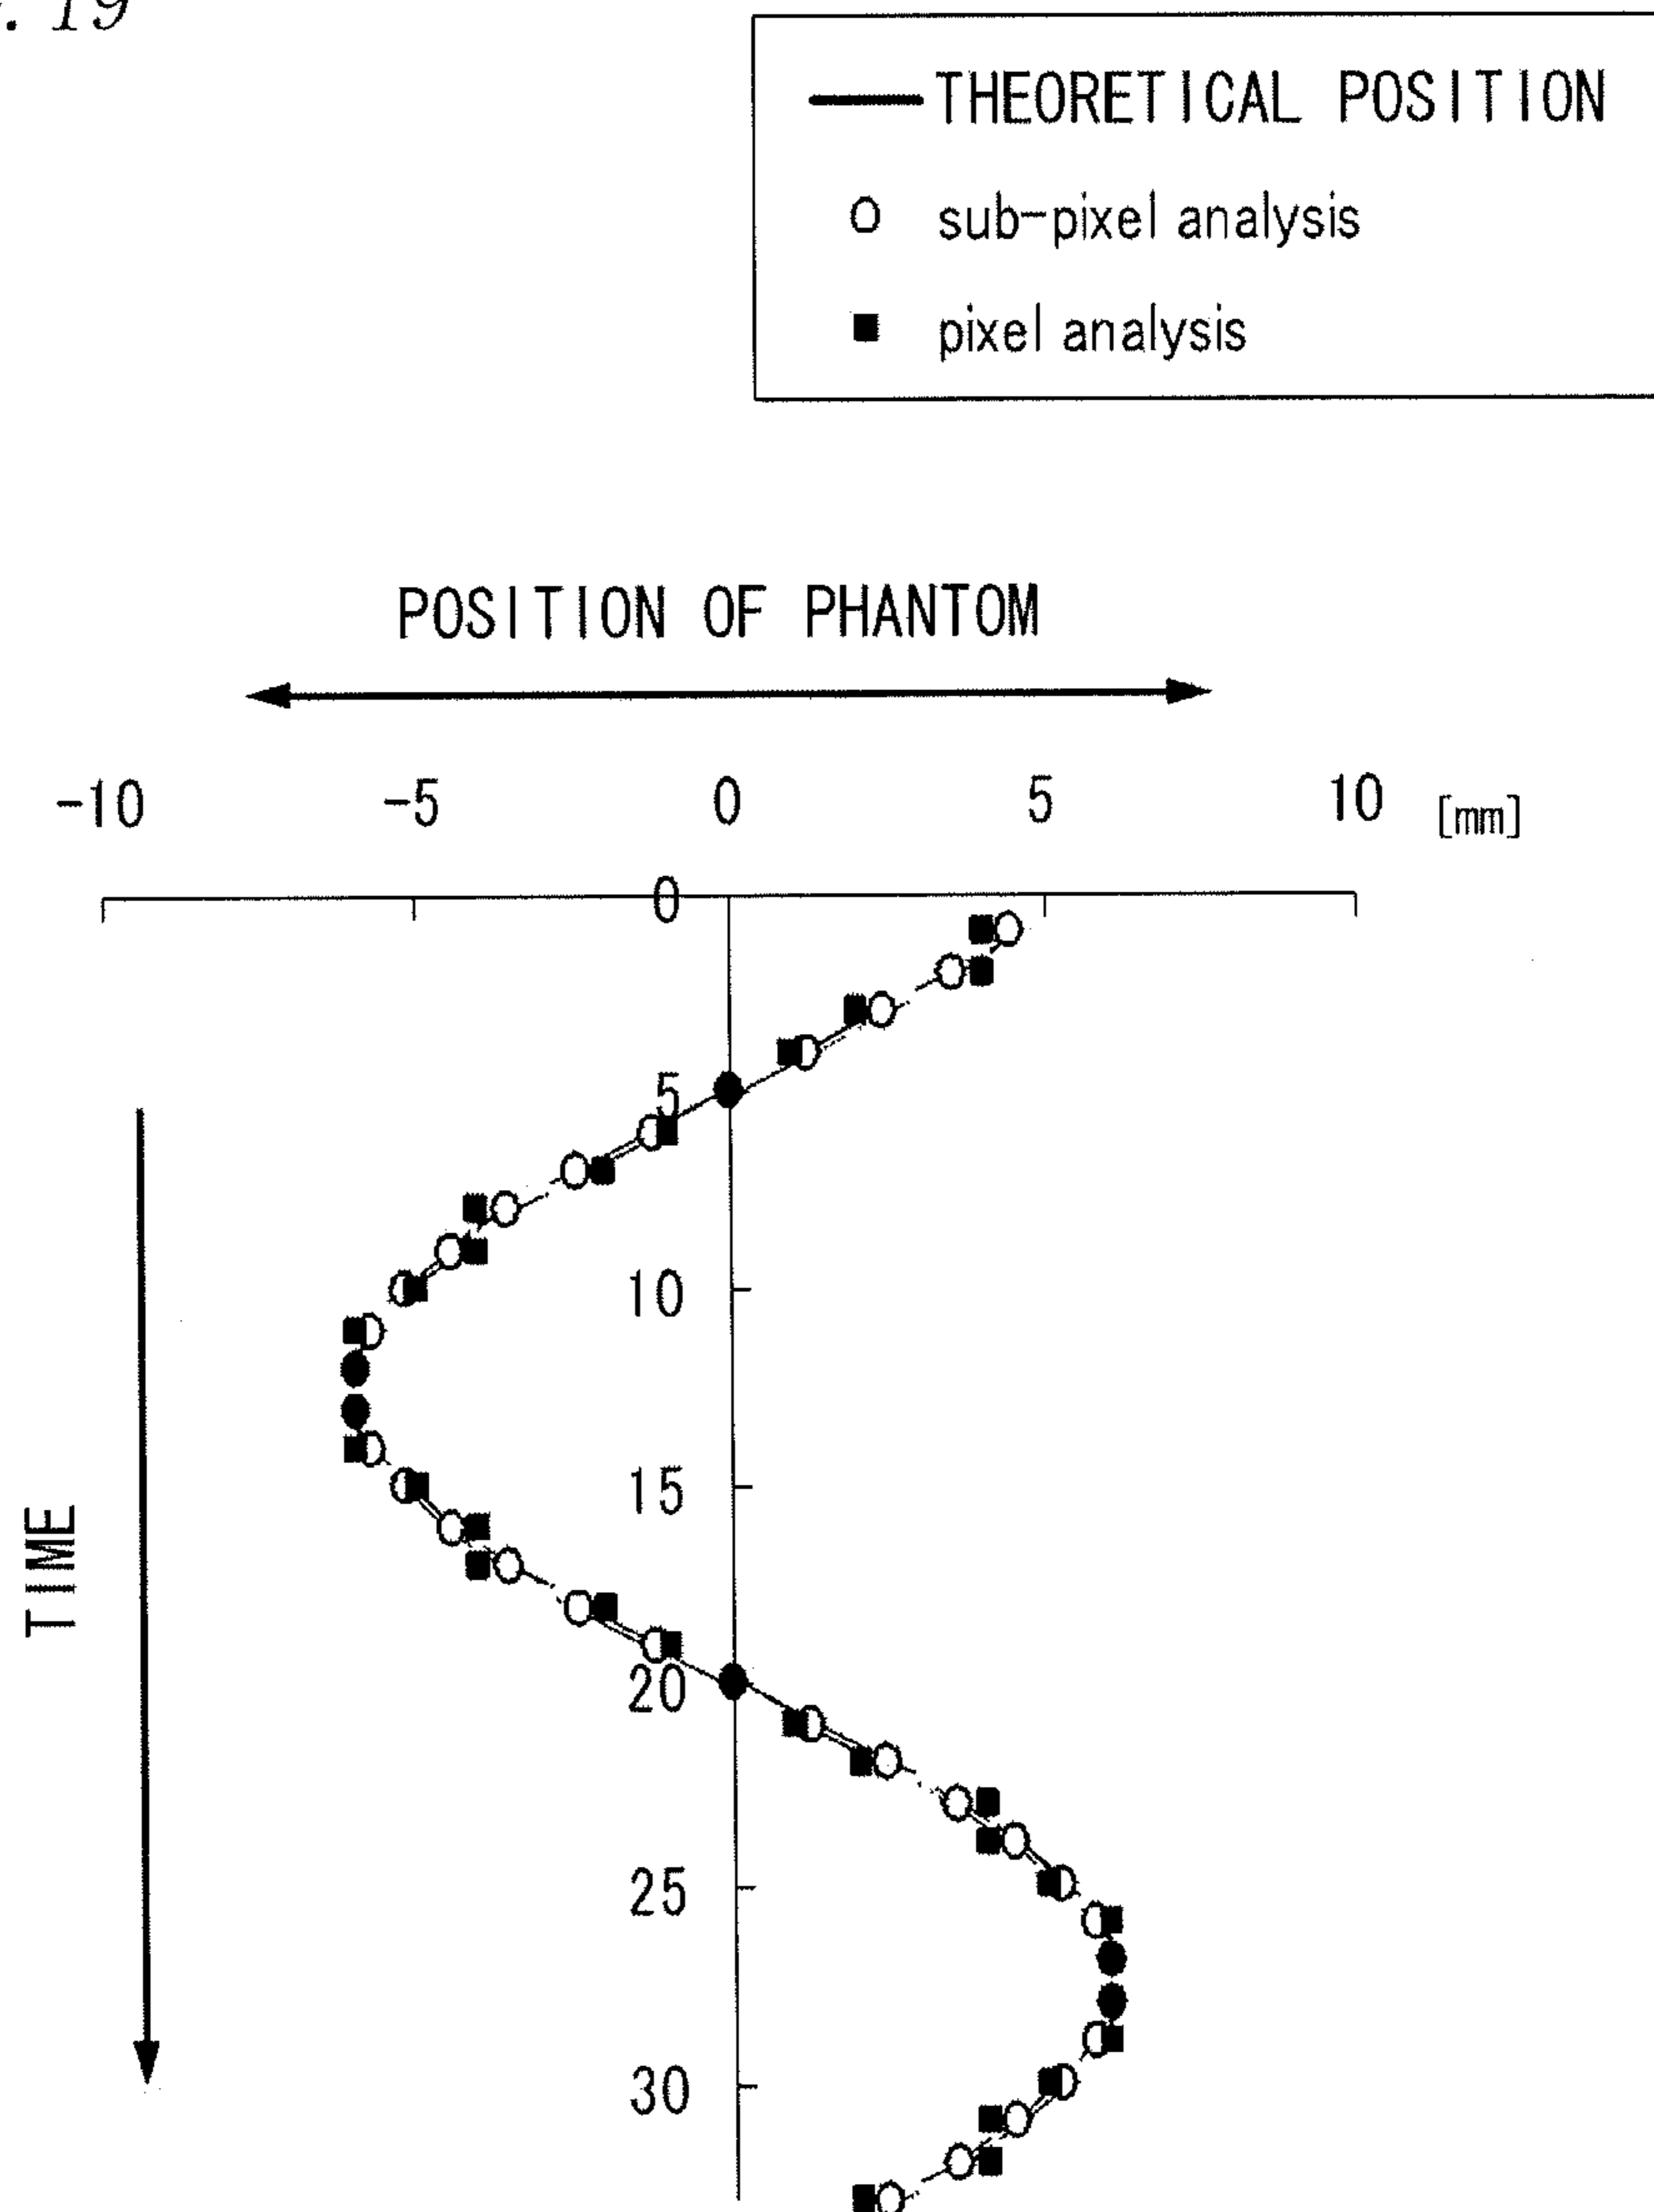 . 19
THEORETICAL POSITION
sub-pixel analysis
pixel analysis
POSITION OF PHANTOM
-10 -5 0 5 10 [mm]
0
5
10
15
20
25
30
TIME